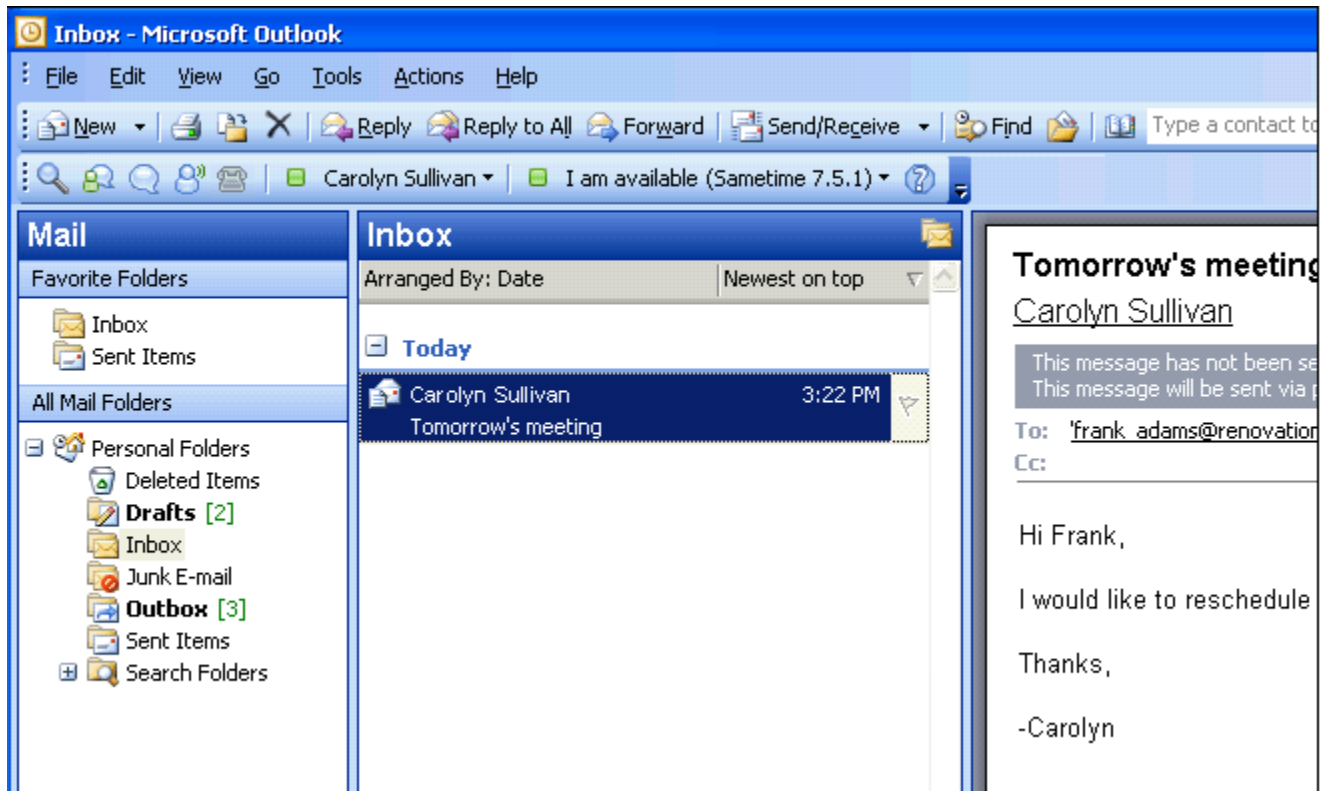 Inbox - Microsoft Outlook
File Edit View Go Tools Actions Help
New Reply Reply to All Forward Send/Receive Find Type a contact to
Carolyn Sullivan I am available (Sametime 7.5.1)
Mail
Favorite Folders
Inbox
Sent Items
All Mail Folders
Personal Folders
Deleted Items
Drafts [2]
Inbox
Junk E-mail
Outbox [3]
Sent Items
Search Folders
Inbox
Arranged By: Date Newest on top
Today
Carolyn Sullivan 3:22 PM
Tomorrow's meeting
Tomorrow's meeting
Carolyn Sullivan
This message has not been se
This message will be sent via
To: 'frank_adams@renovation
Cc:
Hi Frank,
I would like to reschedule
Thanks,
-Carolyn